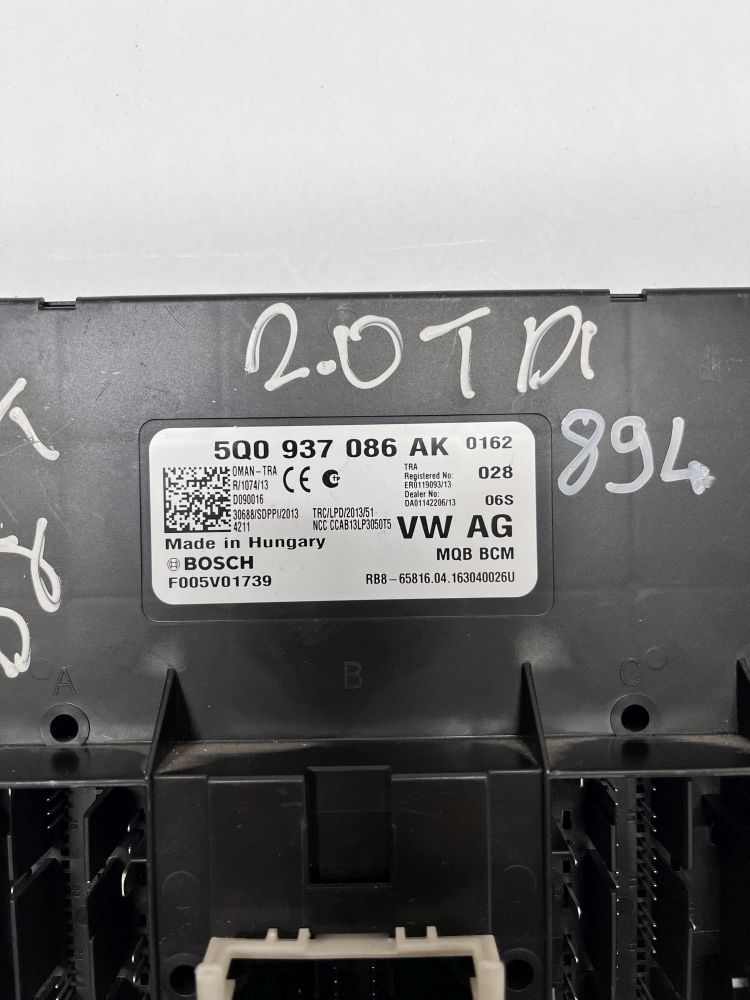 2.0 TDI
894
5Q0 937 086 AK 0162
OMAN-TRA
R/1074/13
D090016
30688/SDPPI/2013
4211
TRC/LPD/2013/51
NCC CCAB13LP3050T5
TRA
Registered No:
ER0119093/13
Dealer No:
DA01142206/13
028
06S
Made in Hungary
VW AG
BOSCH
MQB BCM
F005V01739
RB8-65816.04.163040026U
A
B
C